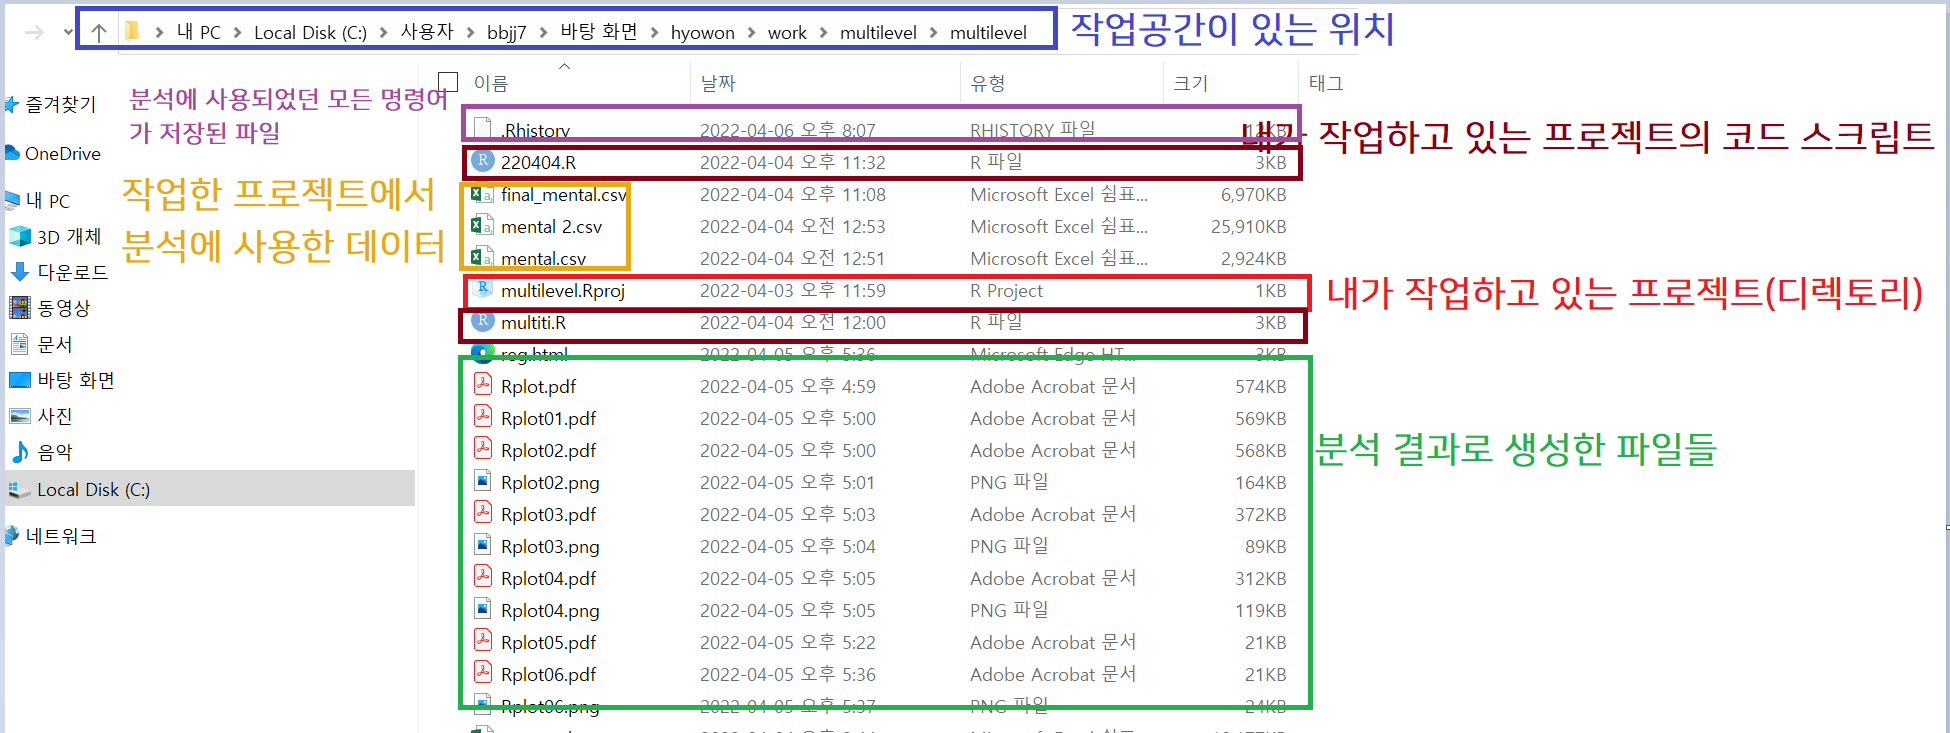 내 PC > Local Disk (C:) > 사용자 > bbjj7 > 바탕 화면 > hyowon > work > multilevel > multilevel
작업공간이 있는 위치
이름 날짜 유형 크기 태그
즐겨찾기
OneDrive
내 PC
3D 개체
다운로드
동영상
문서
바탕 화면
사진
음악
Local Disk (C:)
네트워크
분석에 사용되었던 모든 명령어
가 저장된 파일
작업한 프로젝트에서
분석에 사용한 데이터
.Rhistory 2022-04-06 오후 8:07 RHISTORY 파일 12KB
내가 작업하고 있는 프로젝트의 코드 스크립트
220404.R 2022-04-04 오후 11:32 R 파일 3KB
final_mental.csv 2022-04-04 오후 11:08 Microsoft Excel 쉼표... 6,970KB
mental 2.csv 2022-04-04 오전 12:53 Microsoft Excel 쉼표... 25,910KB
mental.csv 2022-04-04 오전 12:51 Microsoft Excel 쉼표... 2,924KB
multilevel.Rproj 2022-04-03 오후 11:59 R Project 1KB
내가 작업하고 있는 프로젝트(디렉토리)
multiti.R 2022-04-04 오전 12:00 R 파일 3KB
reg.html 2022-04-05 오후 5:36 Microsoft Edge HT... 3KB
Rplot.pdf 2022-04-05 오후 4:59 Adobe Acrobat 문서 574KB
Rplot01.pdf 2022-04-05 오후 5:00 Adobe Acrobat 문서 569KB
Rplot02.pdf 2022-04-05 오후 5:00 Adobe Acrobat 문서 568KB
분석 결과로 생성한 파일들
Rplot02.png 2022-04-05 오후 5:01 PNG 파일 164KB
Rplot03.pdf 2022-04-05 오후 5:03 Adobe Acrobat 문서 372KB
Rplot03.png 2022-04-05 오후 5:04 PNG 파일 89KB
Rplot04.pdf 2022-04-05 오후 5:05 Adobe Acrobat 문서 312KB
Rplot04.png 2022-04-05 오후 5:05 PNG 파일 119KB
Rplot05.pdf 2022-04-05 오후 5:22 Adobe Acrobat 문서 21KB
Rplot06.pdf 2022-04-05 오후 5:36 Adobe Acrobat 문서 21KB
Rplot06.png 2022-04-05 오후 5:37 PNG 파일 24KB